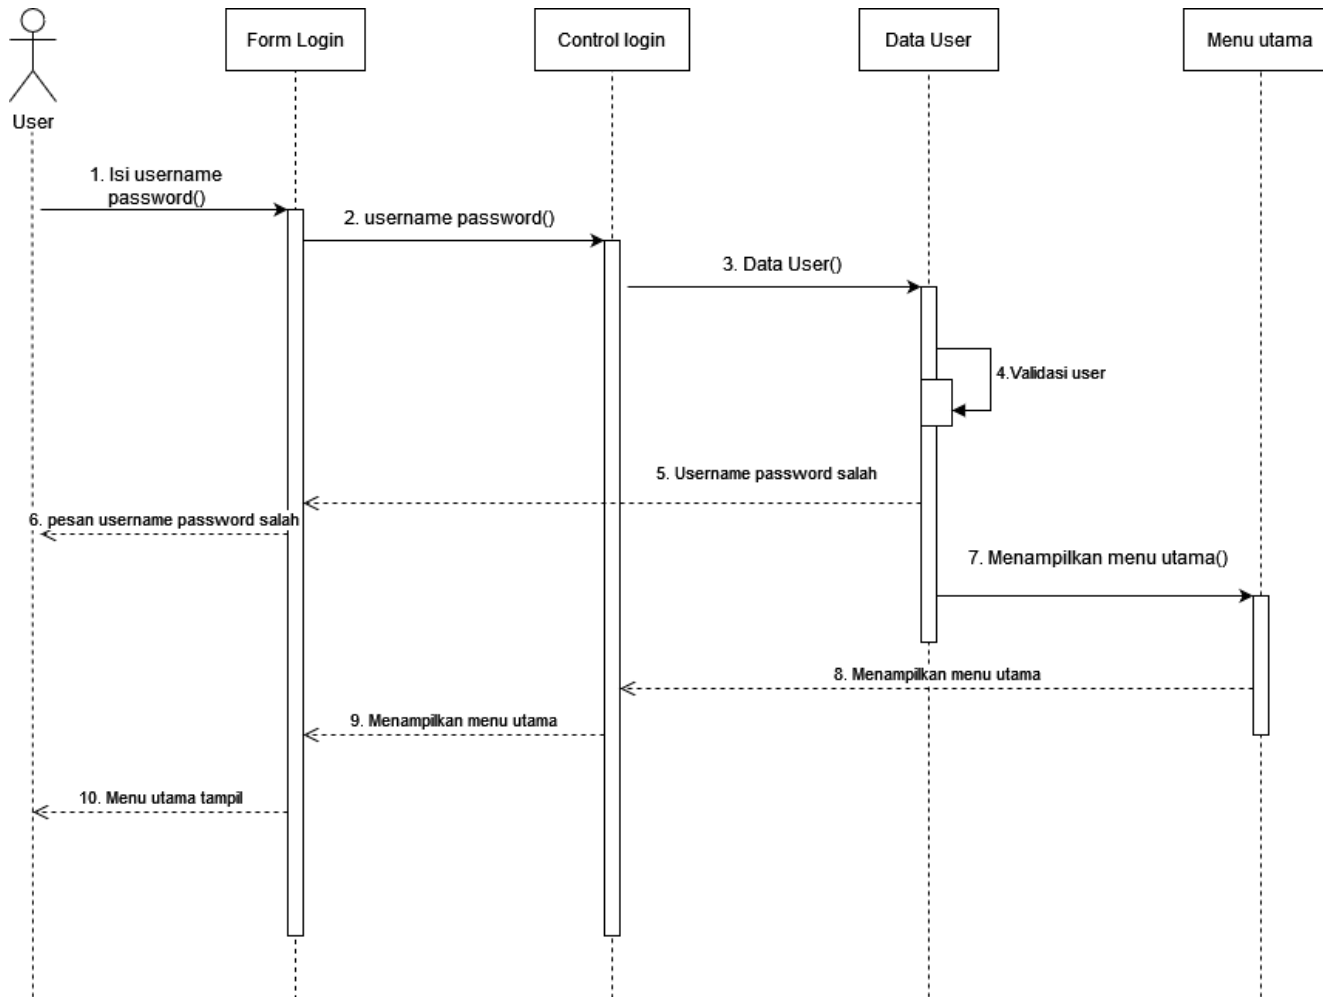 Form Login
Control login
Data User
Menu utama
User
1. Isi username
password()
2. username password()
3. Data User()
4.Validasi user
5. Username password salah
6. pesan username password salah
7. Menampilkan menu utama()
8. Menampilkan menu utama
9. Menampilkan menu utama
10. Menu utama tampil